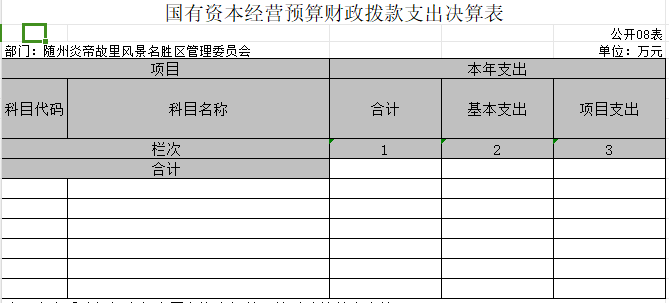 国有资本经营预算财政拨款支出决算表
公开08表
部门：随州炎帝故里风景名胜区管理委员会 单位：万元
项目 本年支出
科目代码 科目名称 合计 基本支出 项目支出
栏次 1 2 3
合计